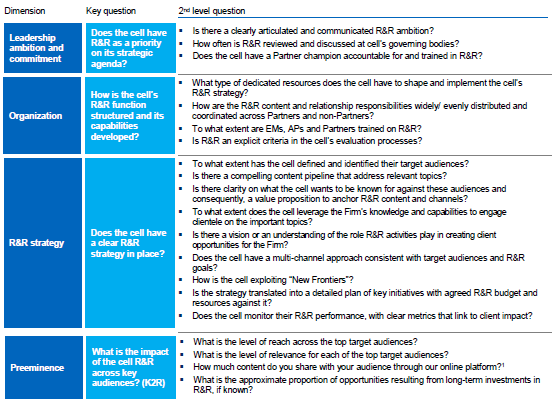 Dimension
Key question
2nd level question
Leadership
ambition and
commitment
Does the cell have
R&R as a priority
on its strategic
agenda?
▪ Is there a clearly articulated and communicated R&R ambition?
▪ How often is R&R reviewed and discussed at cell's governing bodies?
▪ Does the cell have a Partner champion accountable for and trained in R&R?
Organization
How is the cell's
R&R function
structured and its
capabilities
developed?
▪ What type of dedicated resources does the cell have to shape and implement the cell's
R&R strategy?
▪ How are the R&R content and relationship responsibilities widely/ evenly distributed and
coordinated across Partners and non-Partners?
▪ To what extent are EMs, APs and Partners trained on R&R?
▪ Is R&R an explicit criteria in the cell's evaluation processes?
R&R strategy
Does the cell have
a clear R&R
strategy in place?
▪ To what extent has the cell defined and identified their target audiences?
▪ Is there a compelling content pipeline that address relevant topics?
▪ Is there clarity on what the cell wants to be known for against these audiences and
consequently, a value proposition to anchor R&R content and channels?
▪ To what extent does the cell leverage the Firm's knowledge and capabilities to engage
clientele on the important topics?
▪ Is there a vision or an understanding of the role R&R activities play in creating client
opportunities for the Firm?
▪ Does the cell have a multi-channel approach consistent with target audiences and R&R
goals?
▪ How is the cell exploiting "New Frontiers"?
▪ Is the strategy translated into a detailed plan of key initiatives with agreed R&R budget and
resources against it?
▪ Does the cell monitor their R&R performance, with clear metrics that link to client impact?
Preeminence
What is the impact
of the cell R&R
across key
audiences? (K2R)
▪ What is the level of reach across the top target audiences?
▪ What is the level of relevance for each of the top target audiences?
▪ How much content do you share with your audience through our online platform?¹
▪ What is the approximate proportion of opportunities resulting from long-term investments in
R&R, if known?